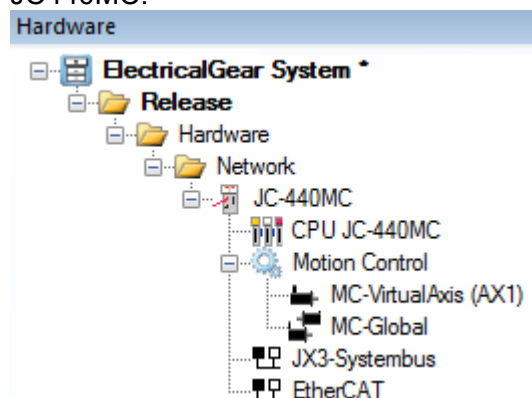 JC440MC.
Hardware
ElectricalGear System *
Release
Hardware
Network
JC-440MC
CPU JC-440MC
Motion Control
MC-VirtualAxis (AX1)
MC-Global
JX3-Systembus
EtherCAT